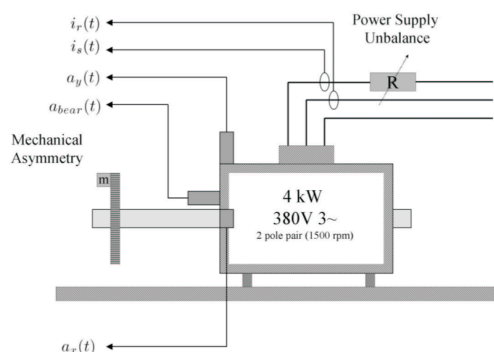 i_r(t)
i_s(t)
a_y(t)
a_bear(t)
Power Supply
Unbalance
R
Mechanical
Asymmetry
m
4 kW
380V 3~
2 pole pair (1500 rpm)
a_x(t)